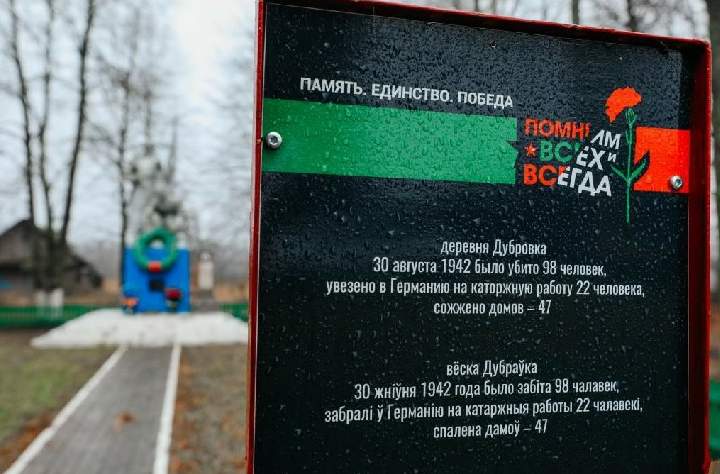 ПАМЯТЬ. ЕДИНСТВО. ПОБЕДА
ПОМНИМ
ВСЕХ И
ВСЕГДА
деревня Дубровка
30 августа 1942 было убито 98 человек,
увезено в Германию на каторжную работу 22 человека,
сожжено домов – 47
вёска Дубраўка
30 жніўня 1942 года было забіта 98 чалавек,
забралі ў Германію на катаржныя работы 22 чалавекі,
спалена дамоў – 47